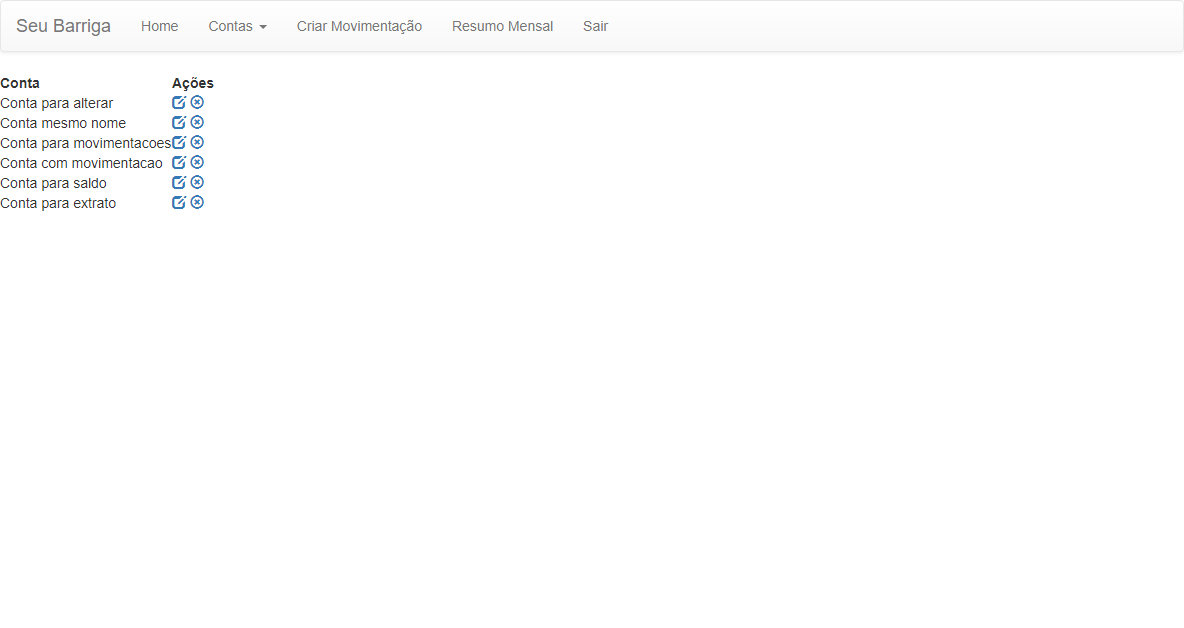 Seu Barriga Home Contas Criar Movimentação Resumo Mensal Sair
Conta Ações
Conta para alterar
Conta mesmo nome
Conta para movimentacoes
Conta com movimentacao
Conta para saldo
Conta para extrato